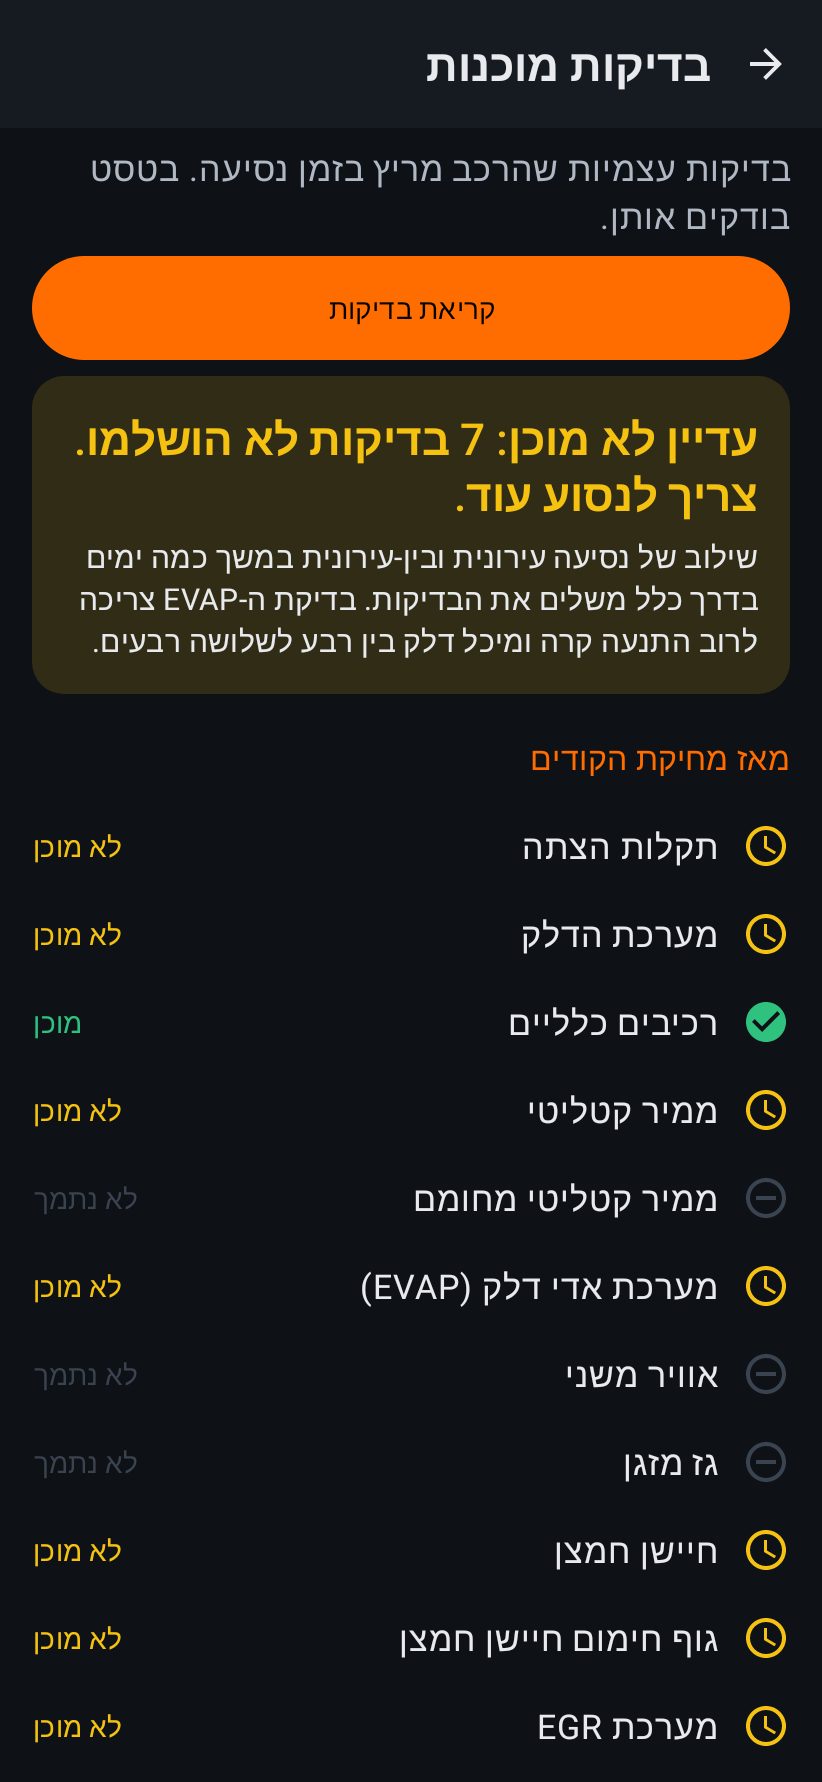 בדיקות מוכנות
בדיקות עצמיות שהרכב מריץ בזמן נסיעה. בטסט
בודקים אותן.
קריאת בדיקות
עדיין לא מוכן: 7 בדיקות לא הושלמו.
צריך לנסוע עוד.
שילוב של נסיעה עירונית ובין-עירונית במשך כמה ימים
בדרך כלל משלים את הבדיקות. בדיקת ה-EVAP צריכה
לרוב התנעה קרה ומיכל דלק בין רבע לשלושה רבעים.
מאז מחיקת הקודים
תקלות הצתה לא מוכן
מערכת הדלק לא מוכן
רכיבים כלליים מוכן
ממיר קטליטי לא מוכן
ממיר קטליטי מחומם לא נתמך
מערכת אדי דלק (EVAP) לא מוכן
אוויר משני לא נתמך
גז מזגן לא נתמך
חיישן חמצן לא מוכן
גוף חימום חיישן חמצן לא מוכן
מערכת EGR לא מוכן